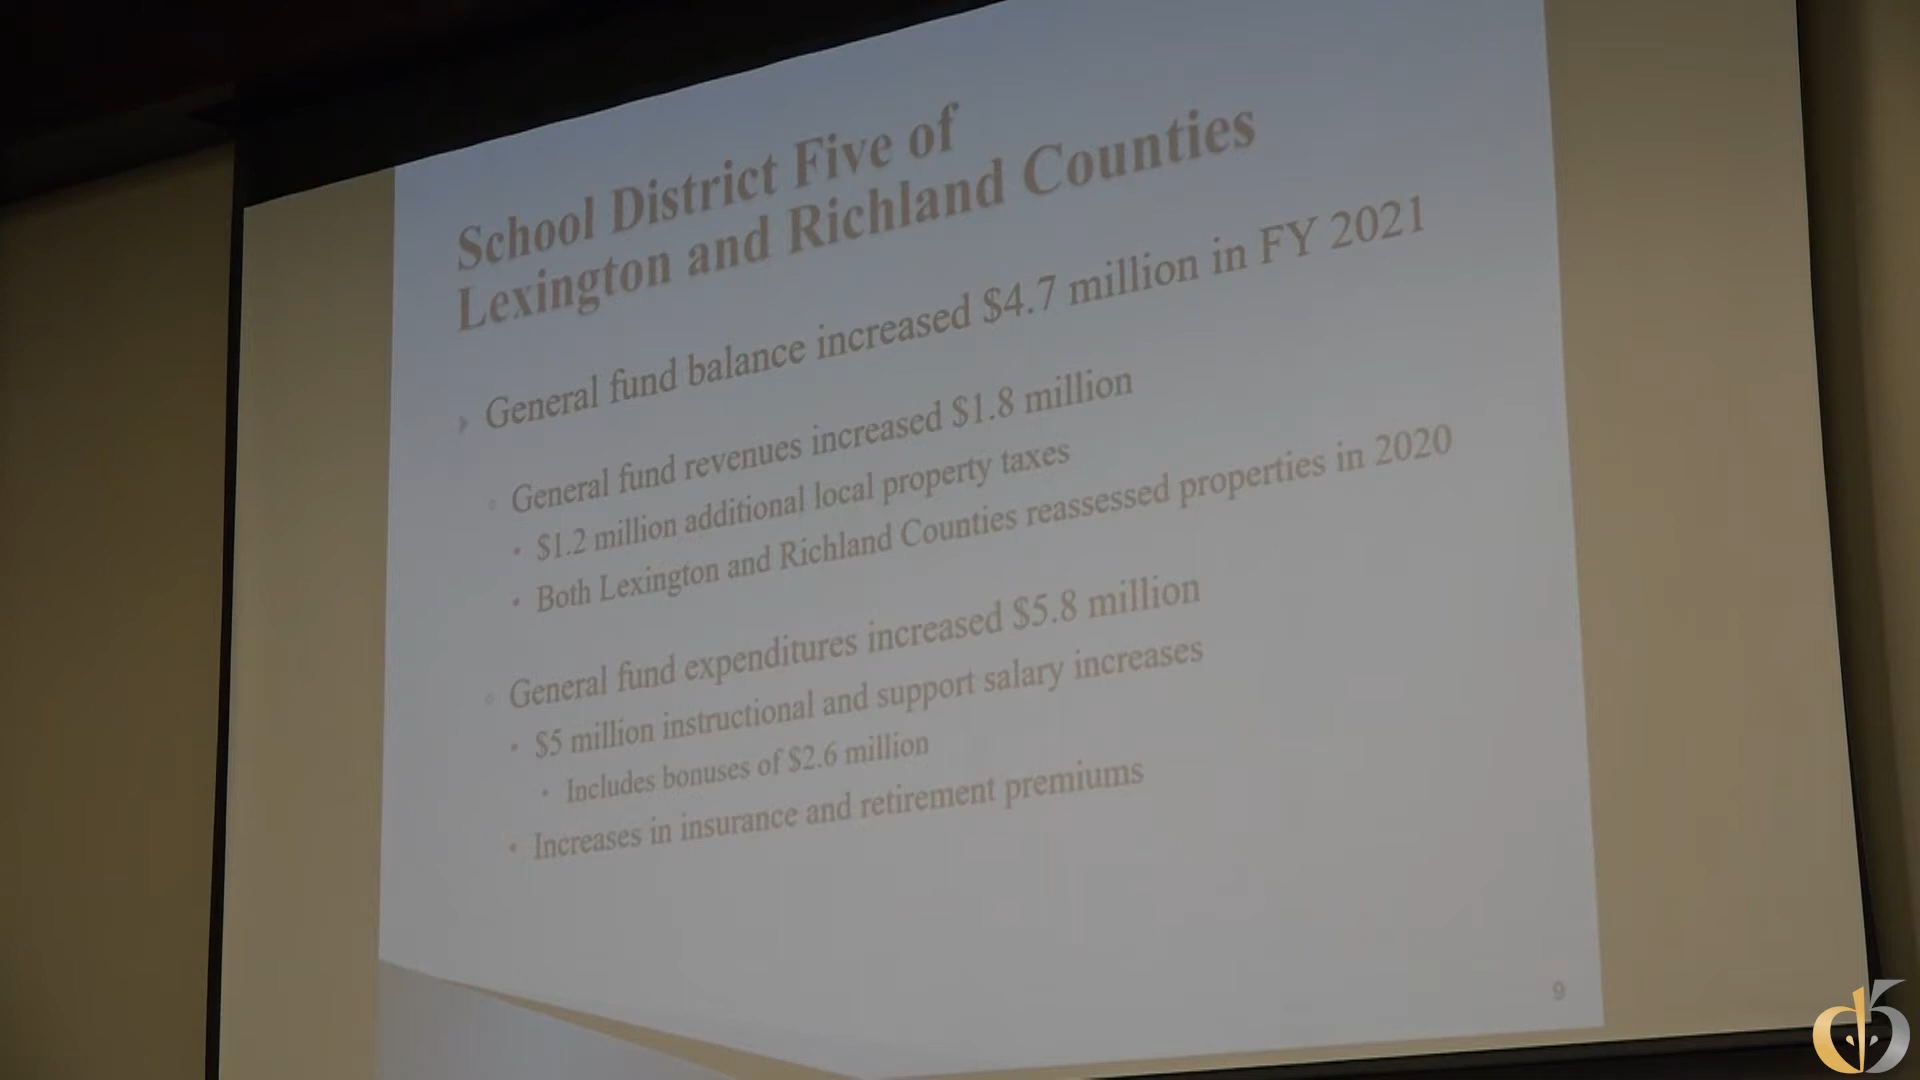 School District Five of
Lexington and Richland Counties
General fund balance increased $4.7 million in FY 2021
General fund revenues increased $1.8 million
$1.2 million additional local property taxes
Both Lexington and Richland Counties reassessed properties in 2020
General fund expenditures increased $5.8 million
$5 million instructional and support salary increases
Includes bonuses of $2.6 million
Increases in insurance and retirement premiums
9